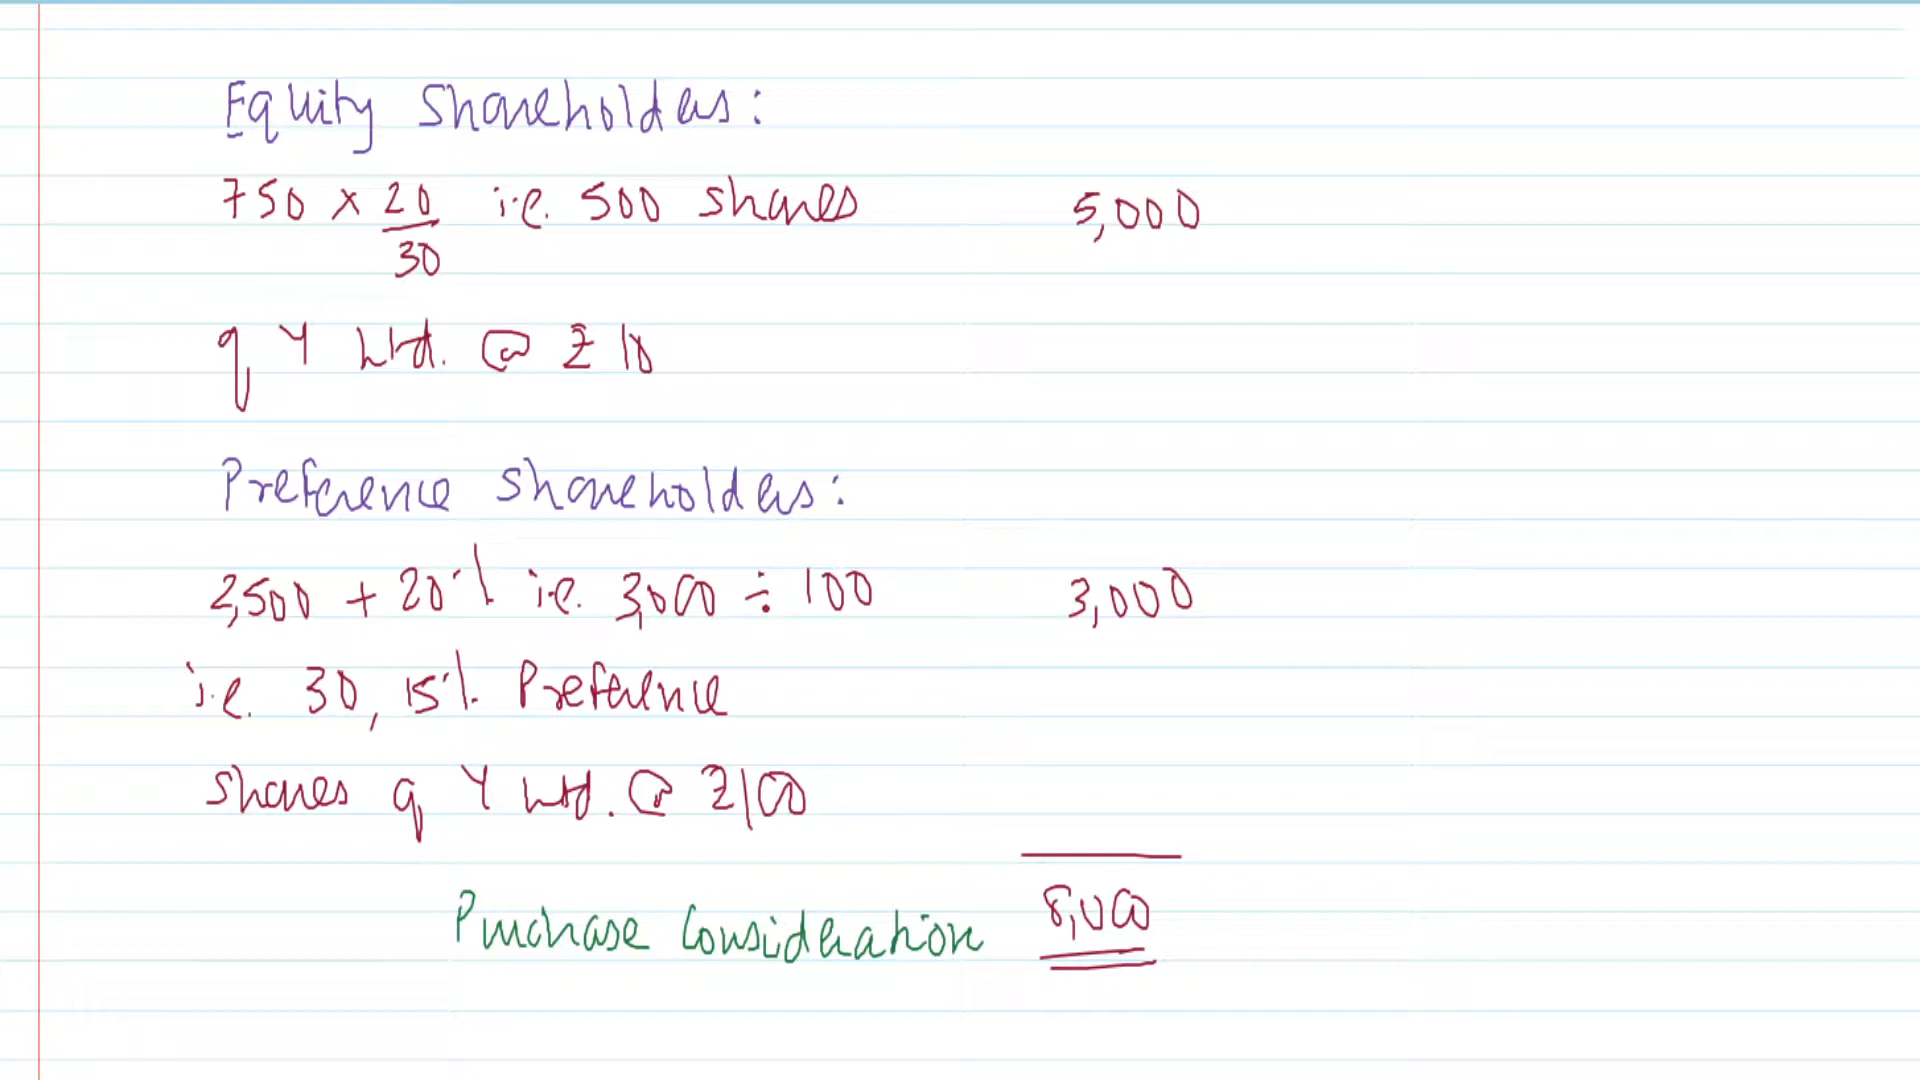 Equity Shareholders:
750 × 20/30 i.e. 500 shares 5,000
of Y Ltd. @ ₹10
Preference Shareholders:
2,500 + 20% i.e. 3,000 ÷ 100 3,000
i.e. 30, 15% Preference
shares of Y Ltd. @ ₹100
Purchase Consideration 8,000